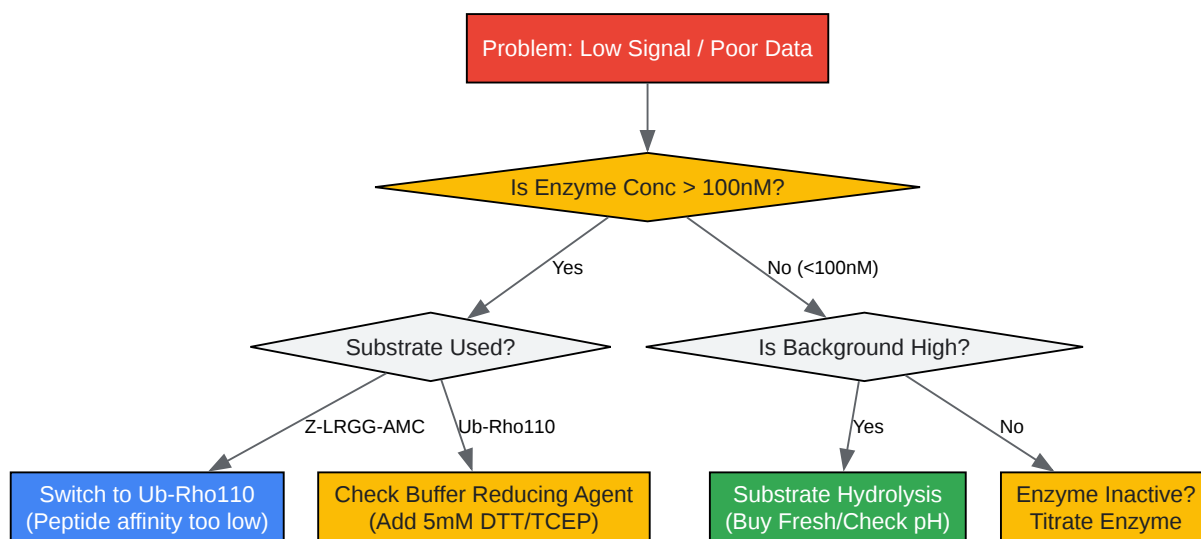 Problem: Low Signal / Poor Data
Is Enzyme Conc > 100nM?
Yes
No (<100nM)
Substrate Used?
Is Background High?
Z-LRGG-AMC
Ub-Rho110
Yes
No
Switch to Ub-Rho110
(Peptide affinity too low)
Check Buffer Reducing Agent
(Add 5mM DTT/TCEP)
Substrate Hydrolysis
(Buy Fresh/Check pH)
Enzyme Inactive?
Titrate Enzyme